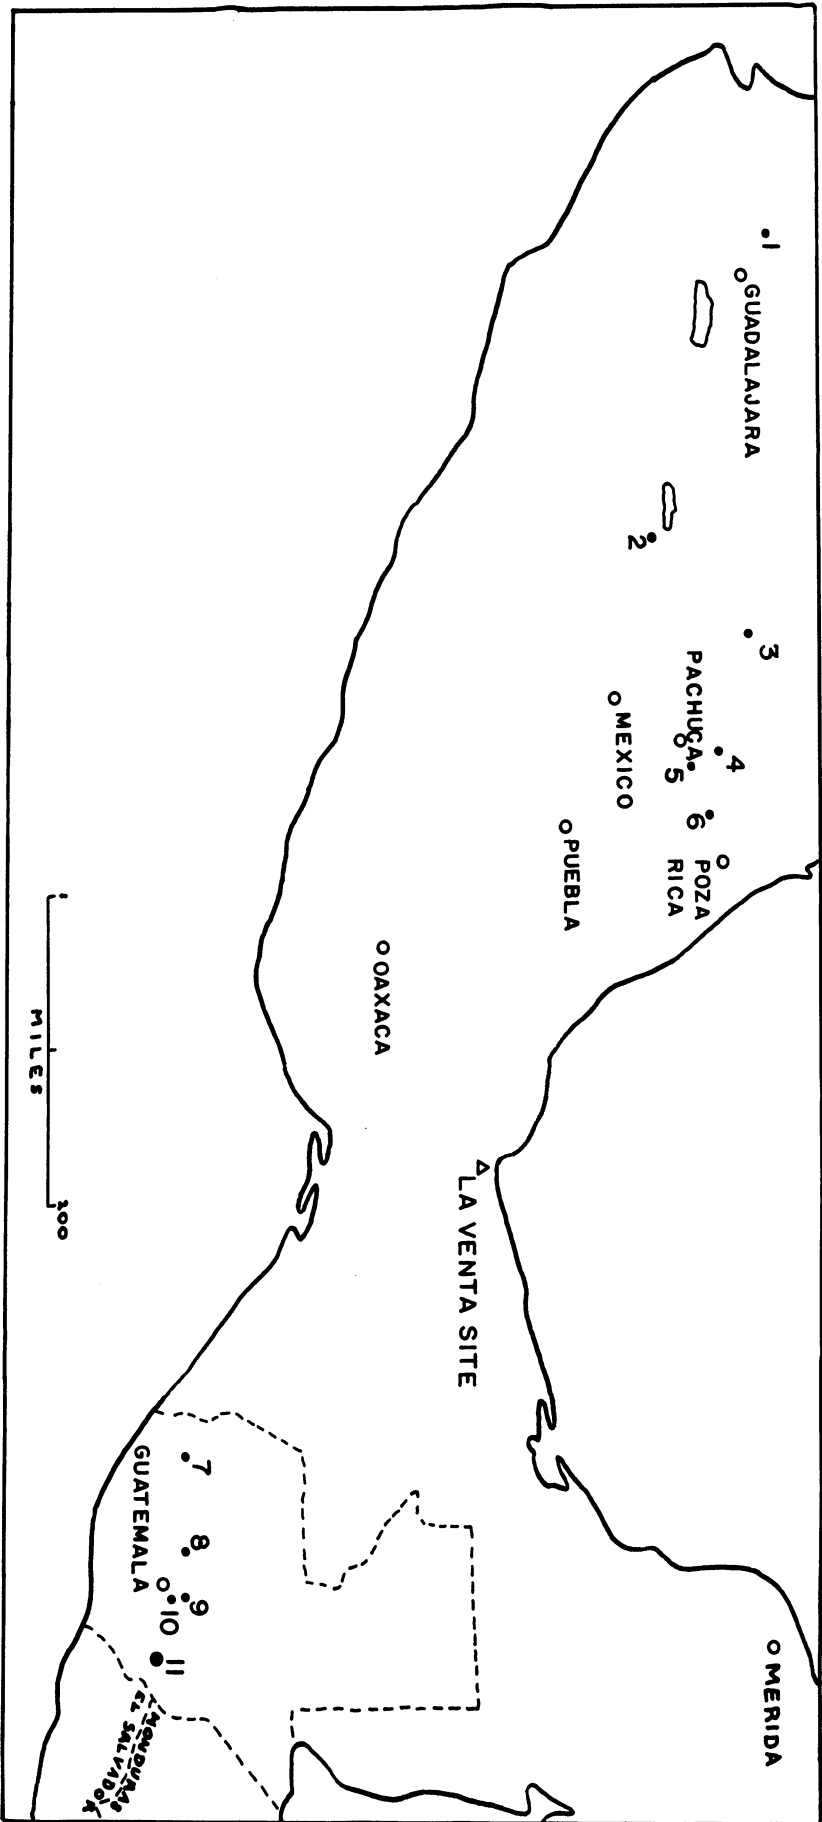 1
GUADALAJARA
2
3
PACHUCA
4
5
6
POZA
RICA
MEXICO
PUEBLA
OAXACA
LA VENTA SITE
MERIDA
7
8
9
10
11
GUATEMALA
HONDURAS
EL SALVADOR
MILES
200